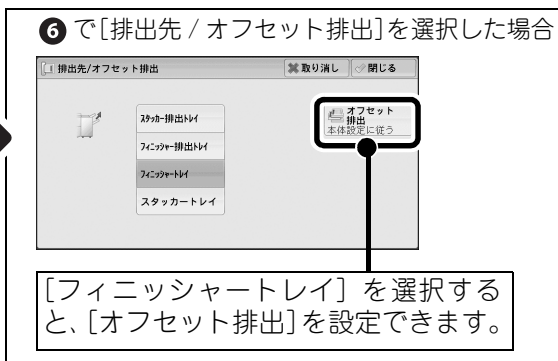 ❻で[排出先 / オフセット排出]を選択した場合
排出先/オフセット排出
取り消し
閉じる
スタッカー排出トレイ
フィニッシャー排出トレイ
フィニッシャートレイ
スタッカートレイ
オフセット
排出
本体設定に従う
[フィニッシャートレイ] を選択する
と、[オフセット排出]を設定できます。